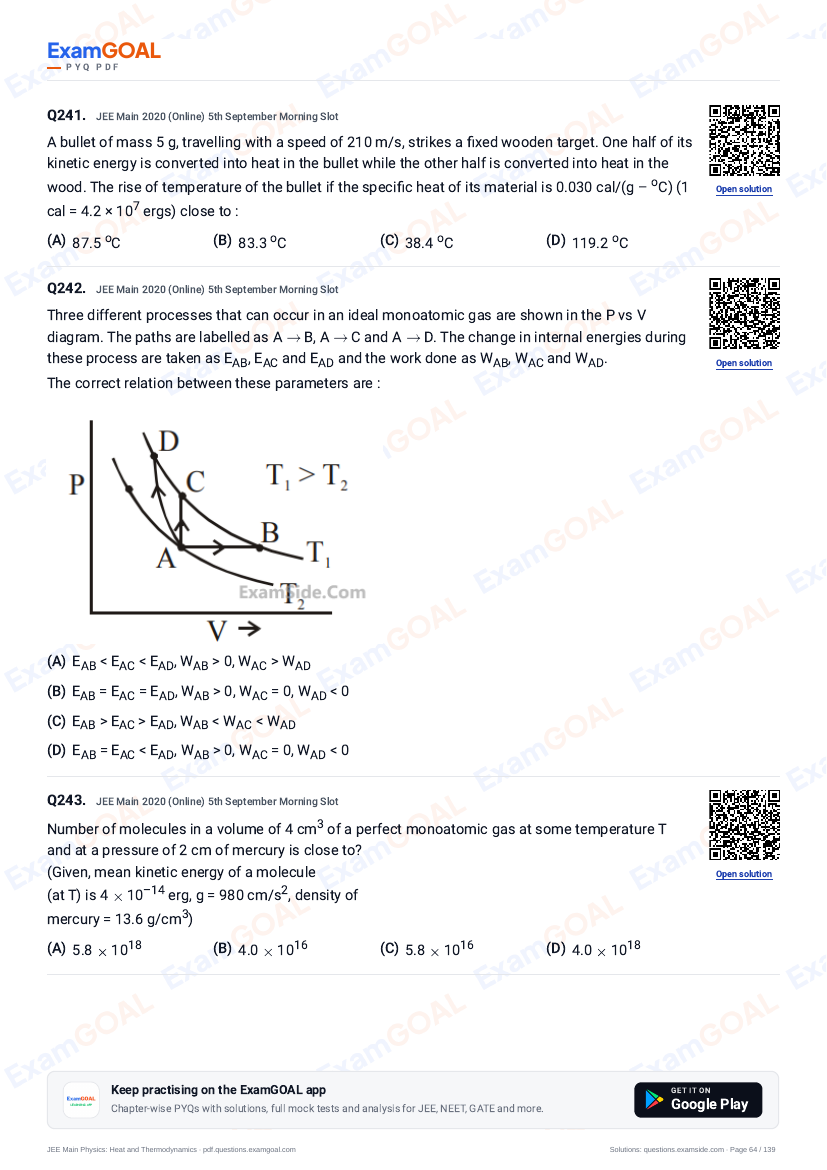 ExamGOAL
PYQ PDF
Q241. JEE Main 2020 (Online) 5th September Morning Slot
A bullet of mass 5 g, travelling with a speed of 210 m/s, strikes a fixed wooden target. One half of its
kinetic energy is converted into heat in the bullet while the other half is converted into heat in the
wood. The rise of temperature of the bullet if the specific heat of its material is 0.030 cal/(g − ⁰C) (1
cal = 4.2 × 10⁷ ergs) close to :
Open solution
(A) 87.5 ⁰C (B) 83.3 ⁰C (C) 38.4 ⁰C (D) 119.2 ⁰C
Q242. JEE Main 2020 (Online) 5th September Morning Slot
Three different processes that can occur in an ideal monoatomic gas are shown in the P vs V
diagram. The paths are labelled as A → B, A → C and A → D. The change in internal energies during
these process are taken as E_AB, E_AC and E_AD and the work done as W_AB, W_AC and W_AD.
The correct relation between these parameters are :
Open solution
D
P C T₁ > T₂
B
A T₁
ExamSide.Com
T₂
V →
(A) E_AB < E_AC < E_AD, W_AB > 0, W_AC > W_AD
(B) E_AB = E_AC = E_AD, W_AB > 0, W_AC = 0, W_AD < 0
(C) E_AB > E_AC > E_AD, W_AB < W_AC < W_AD
(D) E_AB = E_AC < E_AD, W_AB > 0, W_AC = 0, W_AD < 0
Q243. JEE Main 2020 (Online) 5th September Morning Slot
Number of molecules in a volume of 4 cm³ of a perfect monoatomic gas at some temperature T
and at a pressure of 2 cm of mercury is close to?
(Given, mean kinetic energy of a molecule
(at T) is 4 × 10⁻¹⁴ erg, g = 980 cm/s², density of
mercury = 13.6 g/cm³)
Open solution
(A) 5.8 × 10¹⁸ (B) 4.0 × 10¹⁶ (C) 5.8 × 10¹⁶ (D) 4.0 × 10¹⁸
ExamGOAL
Keep practising on the ExamGOAL app
Chapter-wise PYQs with solutions, full mock tests and analysis for JEE, NEET, GATE and more.
GET IT ON
Google Play
JEE Main Physics: Heat and Thermodynamics · pdf.questions.examgoal.com
Solutions: questions.examside.com · Page 64 / 139